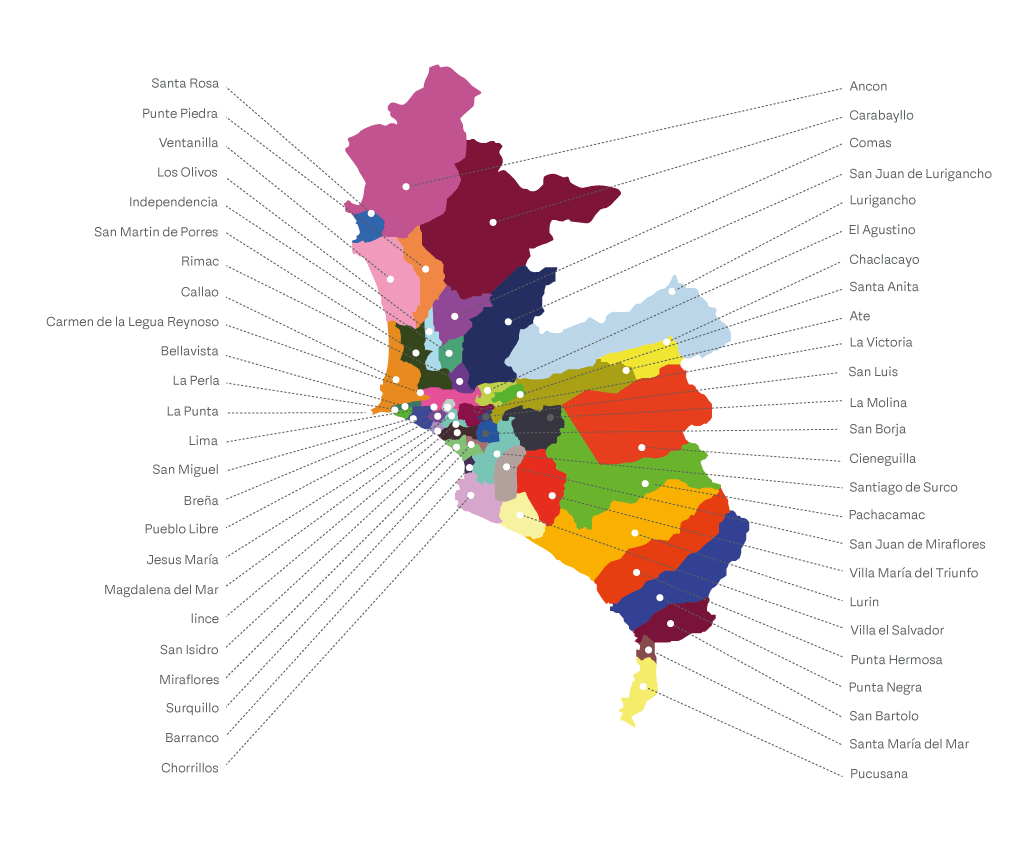 Santa Rosa
Punte Piedra
Ventanilla
Los Olivos
Independencia
San Martin de Porres
Rimac
Callao
Carmen de la Legua Reynoso
Bellavista
La Perla
La Punta
Lima
San Miguel
Breña
Pueblo Libre
Jesus María
Magdalena del Mar
lince
San Isidro
Miraflores
Surquillo
Barranco
Chorrillos
Ancon
Carabayllo
Comas
San Juan de Lurigancho
Lurigancho
El Agustino
Chaclacayo
Santa Anita
Ate
La Victoria
San Luis
La Molina
San Borja
Cieneguilla
Santiago de Surco
Pachacamac
San Juan de Miraflores
Villa María del Triunfo
Lurin
Villa el Salvador
Punta Hermosa
Punta Negra
San Bartolo
Santa María del Mar
Pucusana